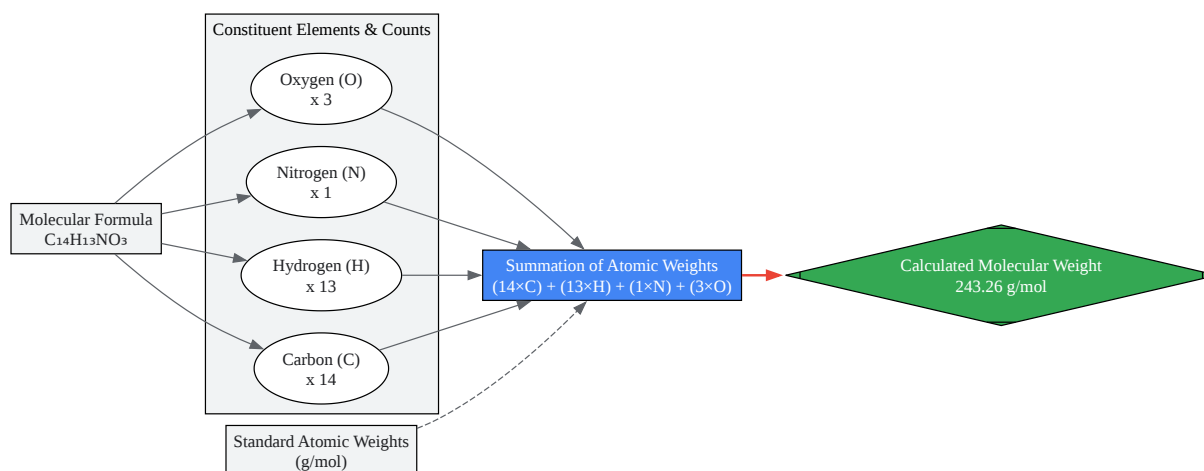 Constituent Elements & Counts
Oxygen (O)
x 3
Nitrogen (N)
x 1
Molecular Formula
C₁₄H₁₃NO₃
Hydrogen (H)
x 13
Summation of Atomic Weights
(14×C) + (13×H) + (1×N) + (3×O)
Calculated Molecular Weight
243.26 g/mol
Carbon (C)
x 14
Standard Atomic Weights
(g/mol)